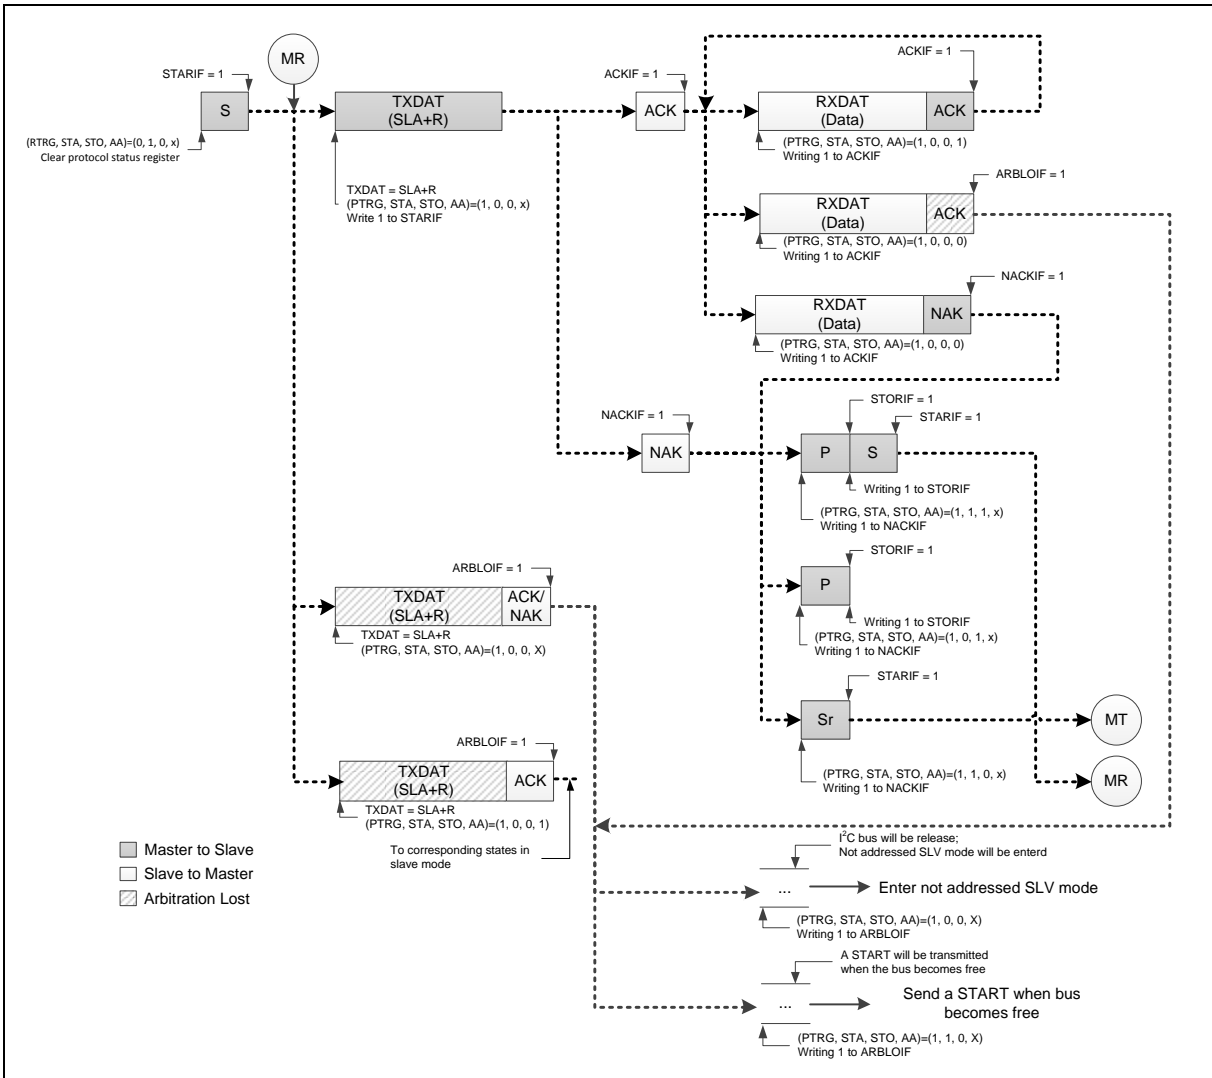 MR
STARIF = 1
S
(RTRG, STA, STO, AA)=(0, 1, 0, x)
Clear protocol status register
TXDAT
(SLA+R)
TXDAT = SLA+R
(PTRG, STA, STO, AA)=(1, 0, 0, x)
Write 1 to STARIF
ACKIF = 1
ACK
ACKIF = 1
RXDAT
(Data)
ACK
(PTRG, STA, STO, AA)=(1, 0, 0, 1)
Writing 1 to ACKIF
ARBLOIF = 1
RXDAT
(Data)
ACK
(PTRG, STA, STO, AA)=(1, 0, 0, 0)
Writing 1 to ACKIF
NACKIF = 1
RXDAT
(Data)
NAK
(PTRG, STA, STO, AA)=(1, 0, 0, 0)
Writing 1 to ACKIF
NACKIF = 1
NAK
STORIF = 1
STARIF = 1
P
S
Writing 1 to STORIF
(PTRG, STA, STO, AA)=(1, 1, 1, x)
Writing 1 to NACKIF
STORIF = 1
P
Writing 1 to STORIF
(PTRG, STA, STO, AA)=(1, 0, 1, x)
Writing 1 to NACKIF
STARIF = 1
Sr
(PTRG, STA, STO, AA)=(1, 1, 0, x)
Writing 1 to NACKIF
MT
MR
ARBLOIF = 1
TXDAT
(SLA+R)
ACK/
NAK
TXDAT = SLA+R
(PTRG, STA, STO, AA)=(1, 0, 0, X)
ARBLOIF = 1
TXDAT
(SLA+R)
ACK
TXDAT = SLA+R
(PTRG, STA, STO, AA)=(1, 0, 0, 1)
To corresponding states in
slave mode
Master to Slave
Slave to Master
Arbitration Lost
I2C bus will be release;
Not addressed SLV mode will be enterd
...
Enter not addressed SLV mode
(PTRG, STA, STO, AA)=(1, 0, 0, X)
Writing 1 to ARBLOIF
A START will be transmitted
when the bus becomes free
...
Send a START when bus
becomes free
(PTRG, STA, STO, AA)=(1, 1, 0, X)
Writing 1 to ARBLOIF